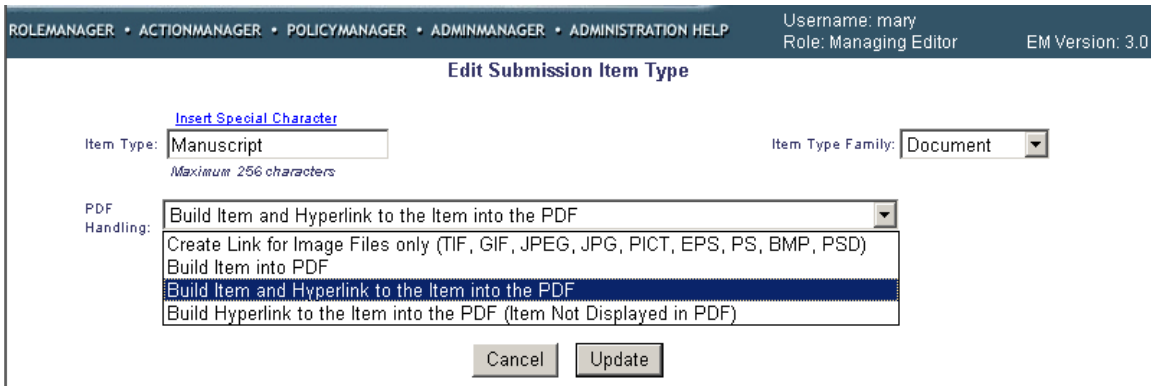 ROLEMANAGER • ACTIONMANAGER • POLICYMANAGER • ADMINMANAGER • ADMINISTRATION HELP
Username: mary
Role: Managing Editor
EM Version: 3.0
Edit Submission Item Type
Insert Special Character
Item Type: Manuscript
Item Type Family: Document
Maximum 256 characters
PDF Handling: Build Item and Hyperlink to the Item into the PDF
Create Link for Image Files only (TIF, GIF, JPEG, JPG, PICT, EPS, PS, BMP, PSD)
Build Item into PDF
Build Item and Hyperlink to the Item into the PDF
Build Hyperlink to the Item into the PDF (Item Not Displayed in PDF)
Cancel Update